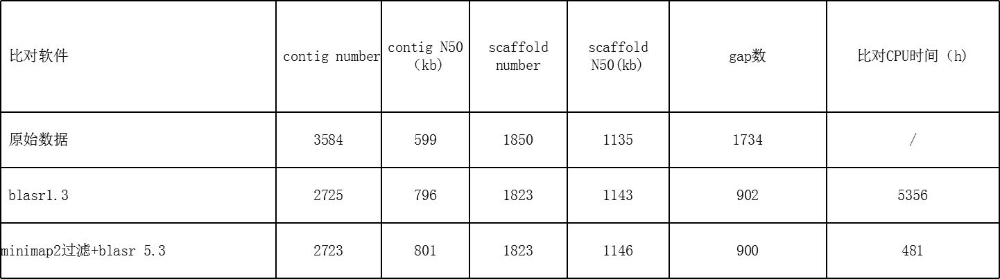 比对软件 contig number contig N50（kb) scaffold number scaffold N50(kb) gap数 比对CPU时间（h)
原始数据 3584 599 1850 1135 1734 /
blasr1.3 2725 796 1823 1143 902 5356
minimap2过滤+blasr 5.3 2723 801 1823 1146 900 481